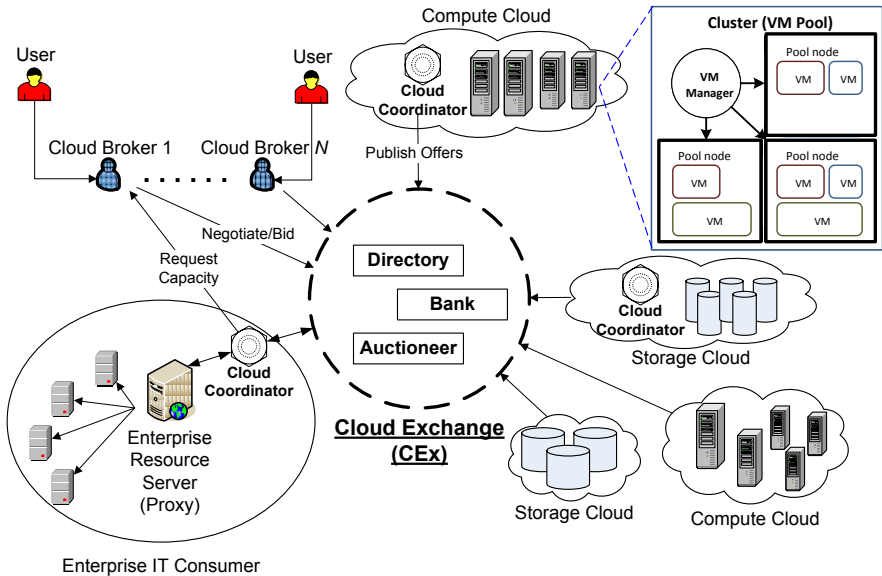 User
User
Compute Cloud
Cloud
Coordinator
Cluster (VM Pool)
VM
Manager
Pool node
VM
VM
Pool node
VM
VM
Pool node
VM
VM
VM
Cloud Broker 1
. . . . . .
Cloud Broker N
Publish Offers
Negotiate/Bid
Request
Capacity
Directory
Bank
Auctioneer
Cloud Exchange
(CEx)
Cloud
Coordinator
Storage Cloud
Cloud
Coordinator
Enterprise
Resource
Server
(Proxy)
Enterprise IT Consumer
Storage Cloud
Compute Cloud